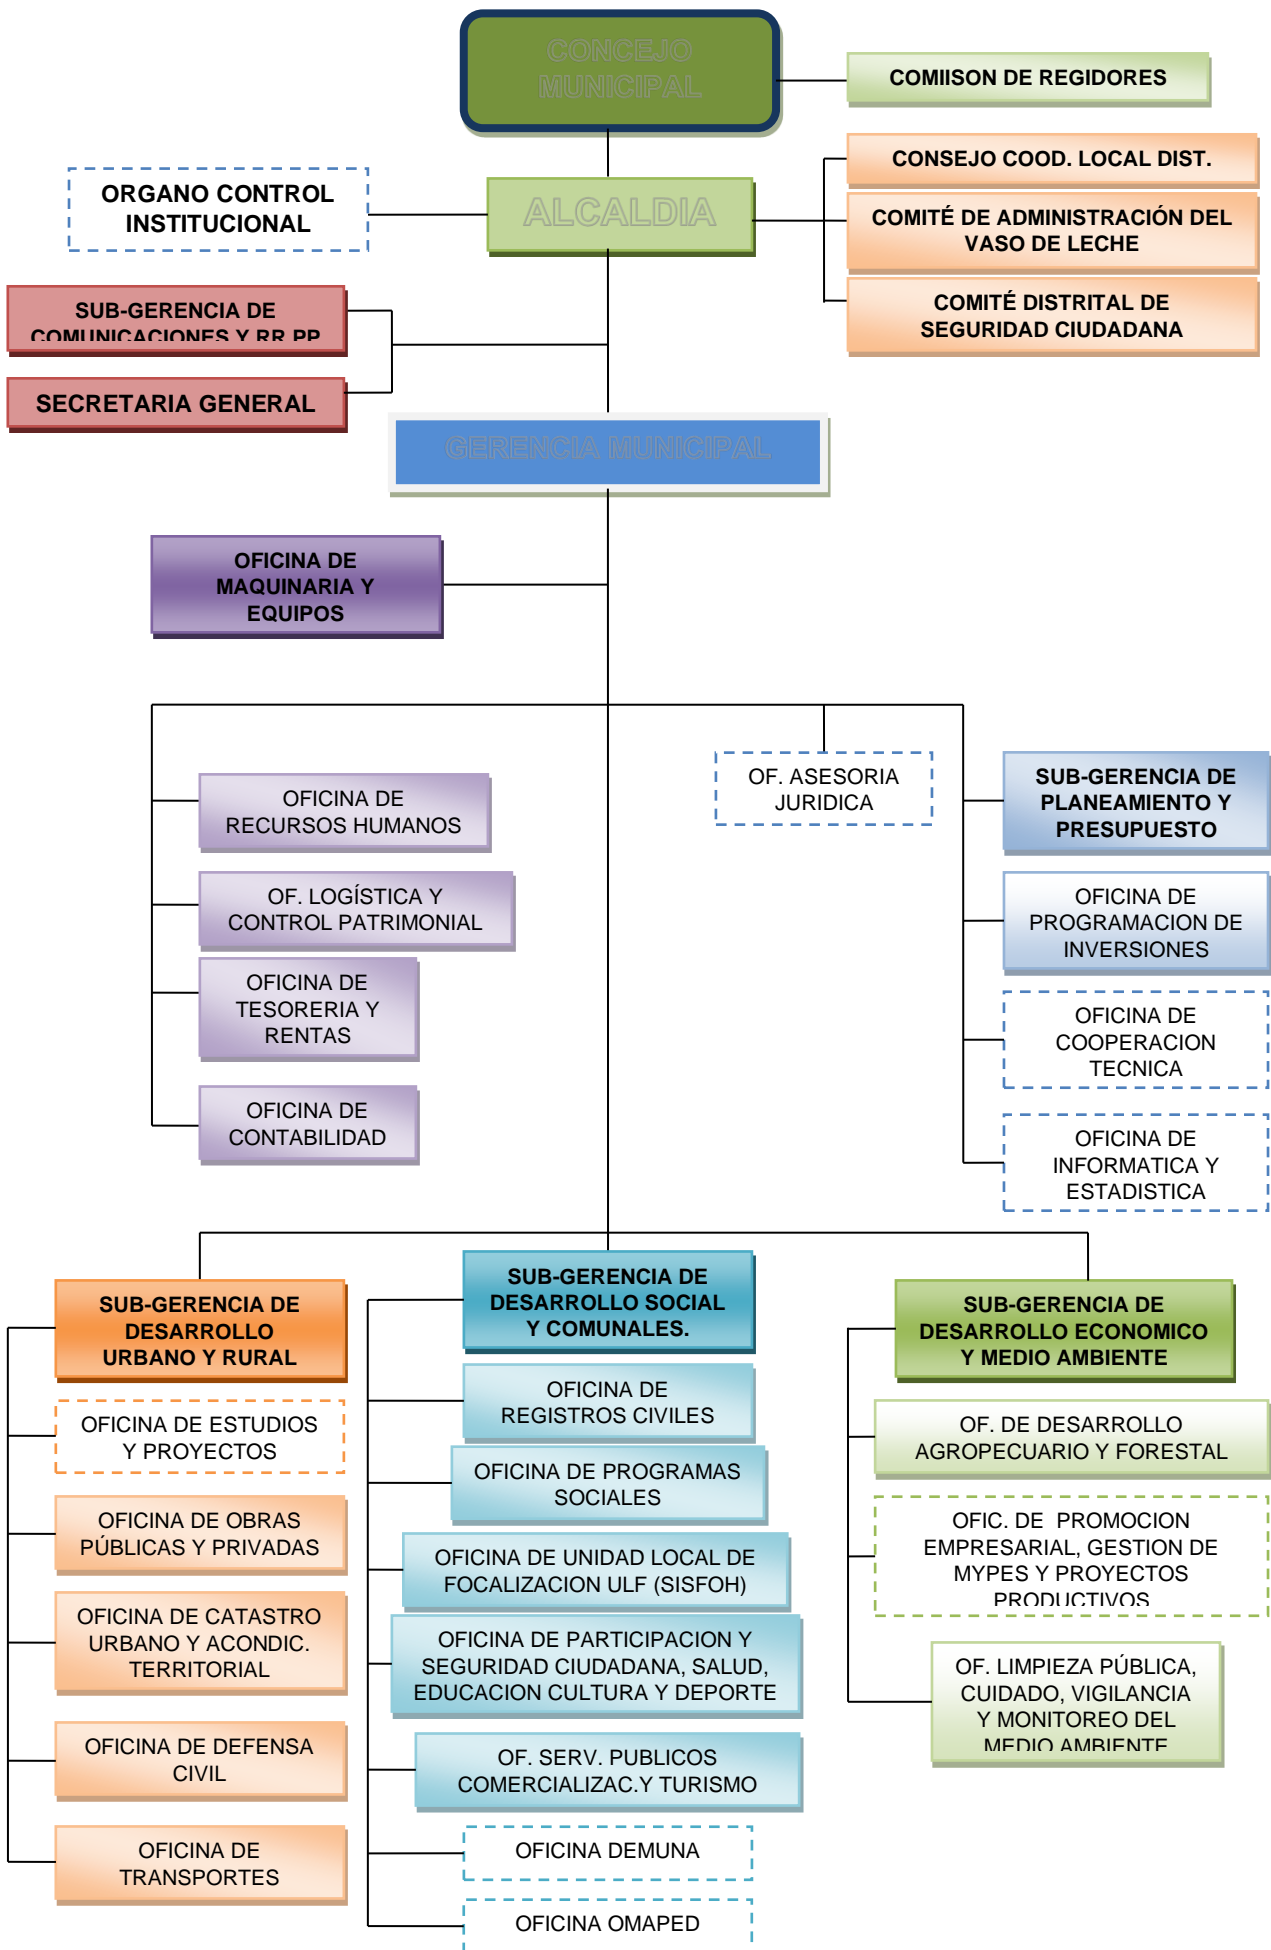 CONCEJO
MUNICIPAL
COMIISON DE REGIDORES
CONSEJO COOD. LOCAL DIST.
ORGANO CONTROL
INSTITUCIONAL
ALCALDIA
COMITÉ DE ADMINISTRACIÓN DEL
VASO DE LECHE
COMITÉ DISTRITAL DE
SEGURIDAD CIUDADANA
SUB-GERENCIA DE
COMUNICACIONES Y RR.PP
SECRETARIA GENERAL
GERENCIA MUNICIPAL
OFICINA DE
MAQUINARIA Y
EQUIPOS
OF. ASESORIA
JURIDICA
SUB-GERENCIA DE
PLANEAMIENTO Y
PRESUPUESTO
OFICINA DE
RECURSOS HUMANOS
OF. LOGÍSTICA Y
CONTROL PATRIMONIAL
OFICINA DE
PROGRAMACION DE
INVERSIONES
OFICINA DE
TESORERIA Y
RENTAS
OFICINA DE
COOPERACION
TECNICA
OFICINA DE
CONTABILIDAD
OFICINA DE
INFORMATICA Y
ESTADISTICA
SUB-GERENCIA DE
DESARROLLO
URBANO Y RURAL
OFICINA DE ESTUDIOS
Y PROYECTOS
OFICINA DE OBRAS
PÚBLICAS Y PRIVADAS
OFICINA DE CATASTRO
URBANO Y ACONDIC.
TERRITORIAL
OFICINA DE DEFENSA
CIVIL
OFICINA DE
TRANSPORTES
SUB-GERENCIA DE
DESARROLLO SOCIAL
Y COMUNALES.
OFICINA DE
REGISTROS CIVILES
OFICINA DE PROGRAMAS
SOCIALES
OFICINA DE UNIDAD LOCAL DE
FOCALIZACION ULF (SISFOH)
OFICINA DE PARTICIPACION Y
SEGURIDAD CIUDADANA, SALUD,
EDUCACION CULTURA Y DEPORTE
OF. SERV. PUBLICOS
COMERCIALIZAC.Y TURISMO
OFICINA DEMUNA
OFICINA OMAPED
SUB-GERENCIA DE
DESARROLLO ECONOMICO
Y MEDIO AMBIENTE
OF. DE DESARROLLO
AGROPECUARIO Y FORESTAL
OFIC. DE  PROMOCION
EMPRESARIAL, GESTION DE
MYPES Y PROYECTOS
PRODUCTIVOS
OF. LIMPIEZA PÚBLICA,
CUIDADO, VIGILANCIA
Y MONITOREO DEL
MEDIO AMBIENTE